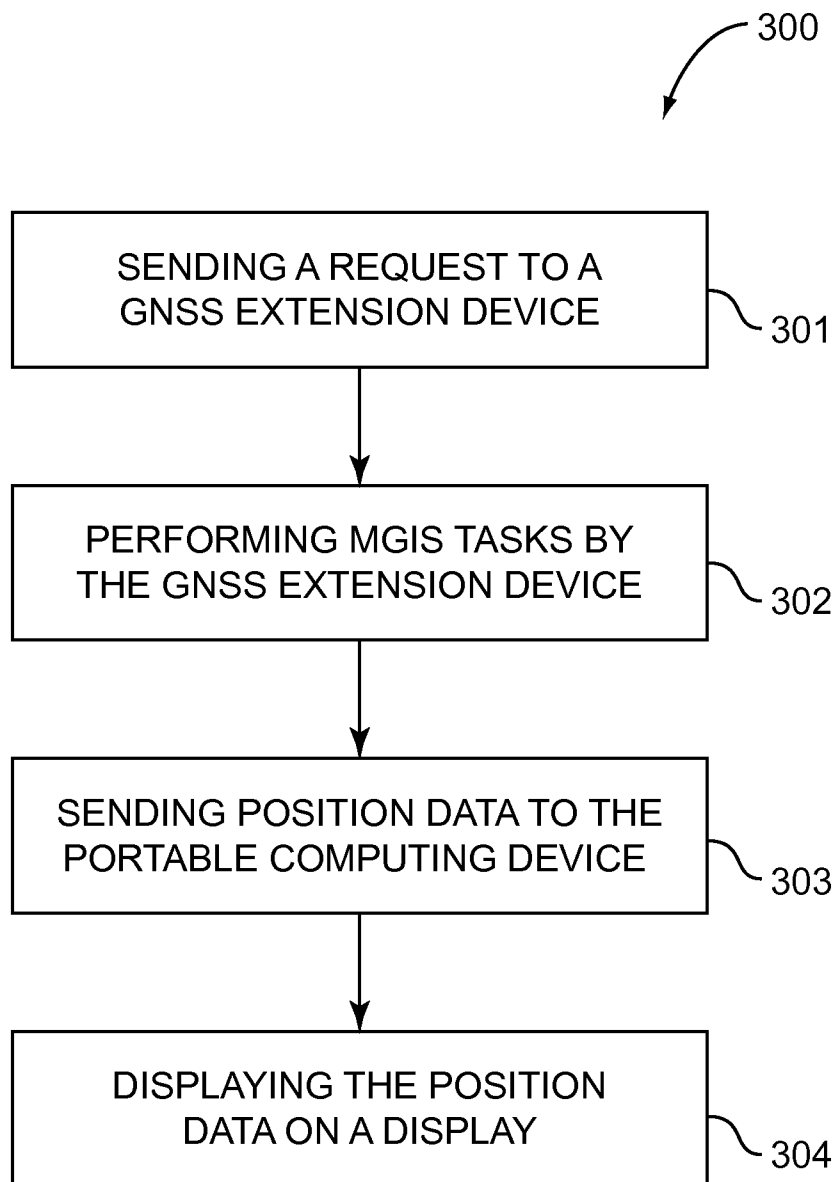 300
SENDING A REQUEST TO A
GNSS EXTENSION DEVICE
301
PERFORMING MGIS TASKS BY
THE GNSS EXTENSION DEVICE
302
SENDING POSITION DATA TO THE
PORTABLE COMPUTING DEVICE
303
DISPLAYING THE POSITION
DATA ON A DISPLAY
304